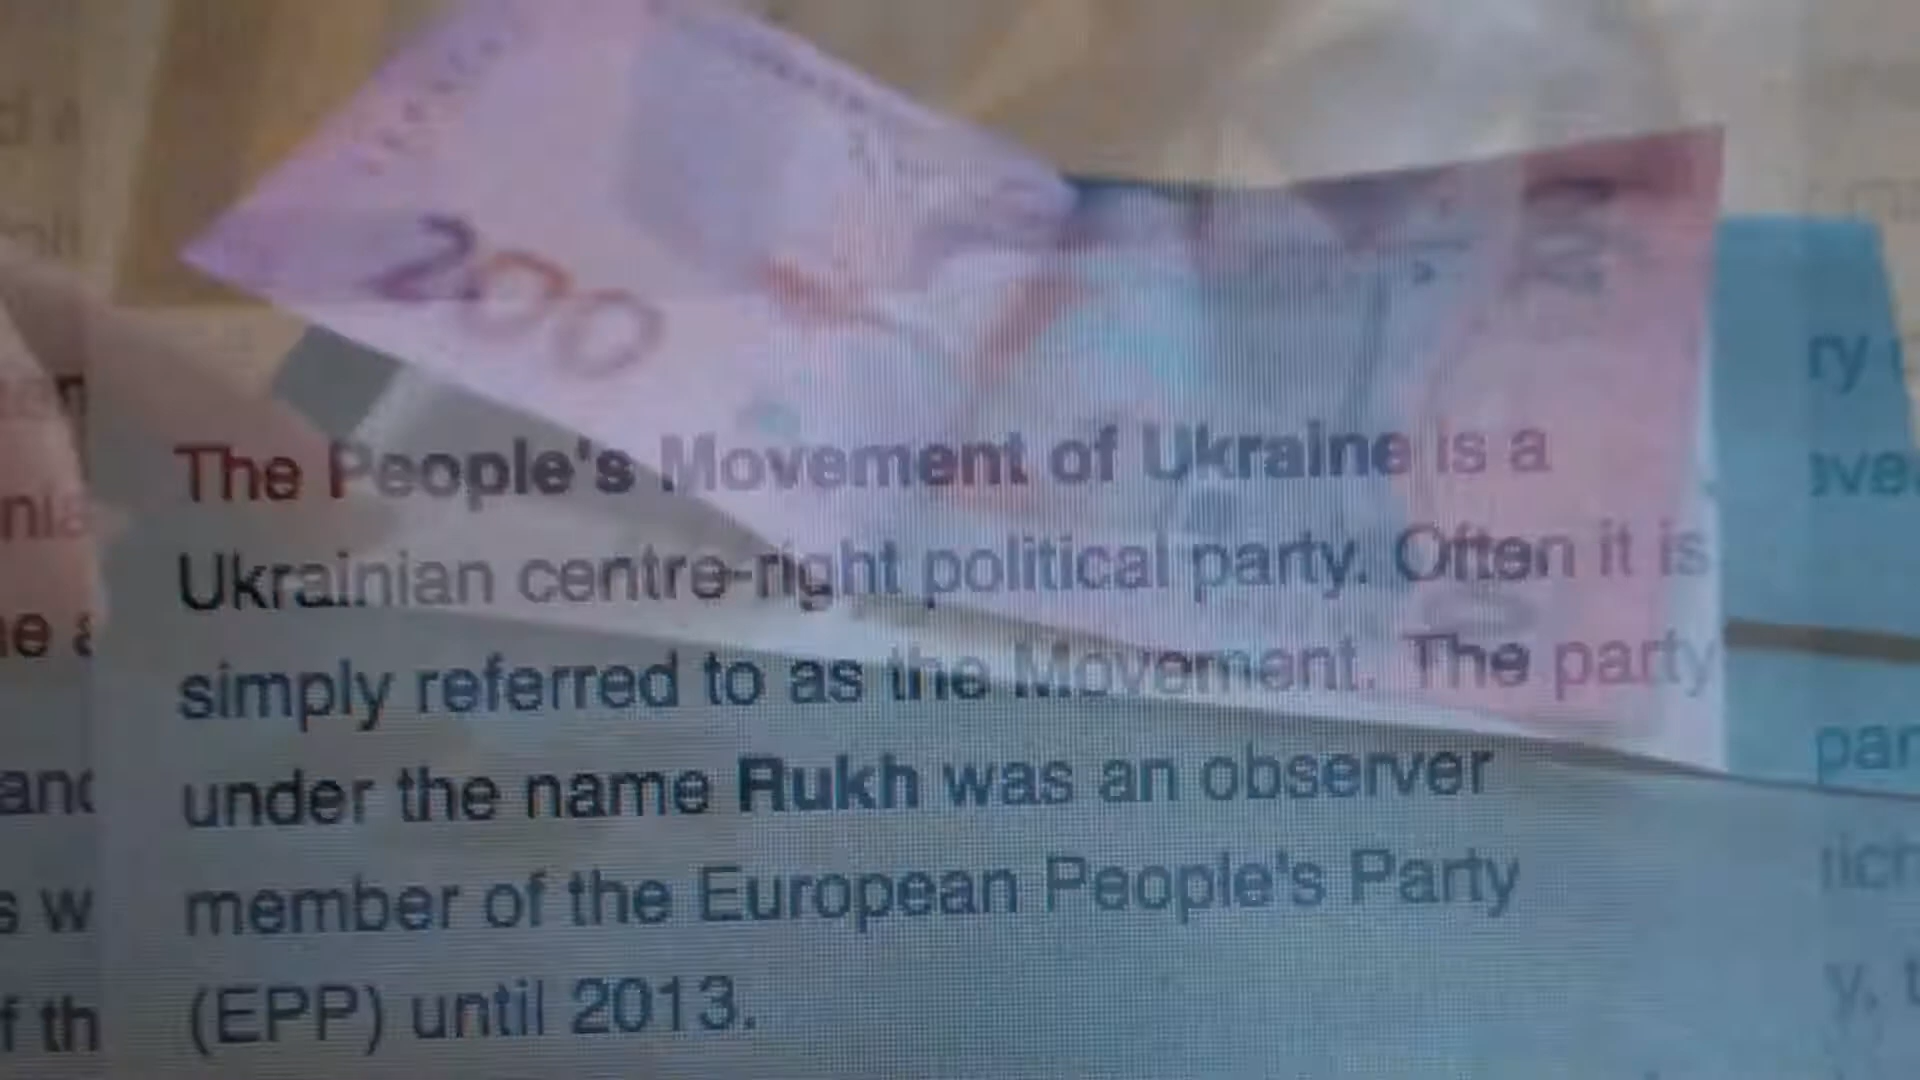 200
The People's Movement of Ukraine is a
Ukrainian centre-right political party. Often it is
simply referred to as the Movement. The party
under the name Rukh was an observer
member of the European People's Party
(EPP) until 2013.
and
f th